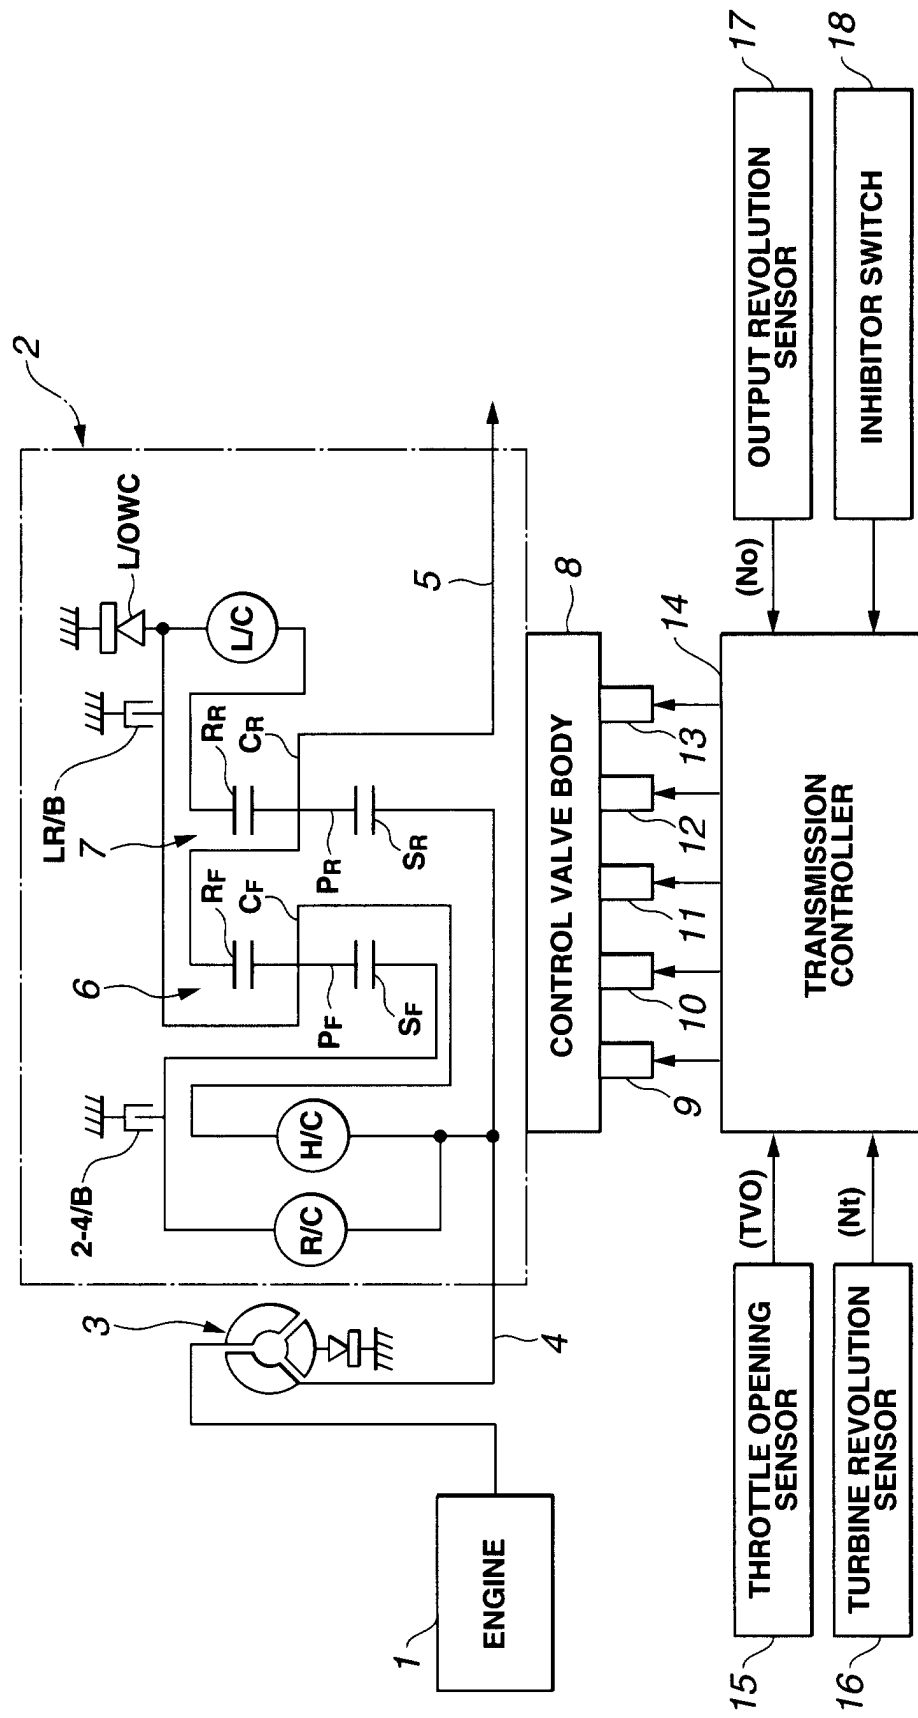 2
L/OWC
LR/B
L/C
7
RR
CR
5
6
RF
CF
PR
SR
PF
SF
2-4/B
H/C
R/C
3
4
1
ENGINE
CONTROL VALVE BODY
8
9
10
11
12
13
14
TRANSMISSION
CONTROLLER
(TVO)
(Nt)
(No)
THROTTLE OPENING
SENSOR
15
TURBINE REVOLUTION
SENSOR
16
OUTPUT REVOLUTION
SENSOR
17
INHIBITOR SWITCH
18